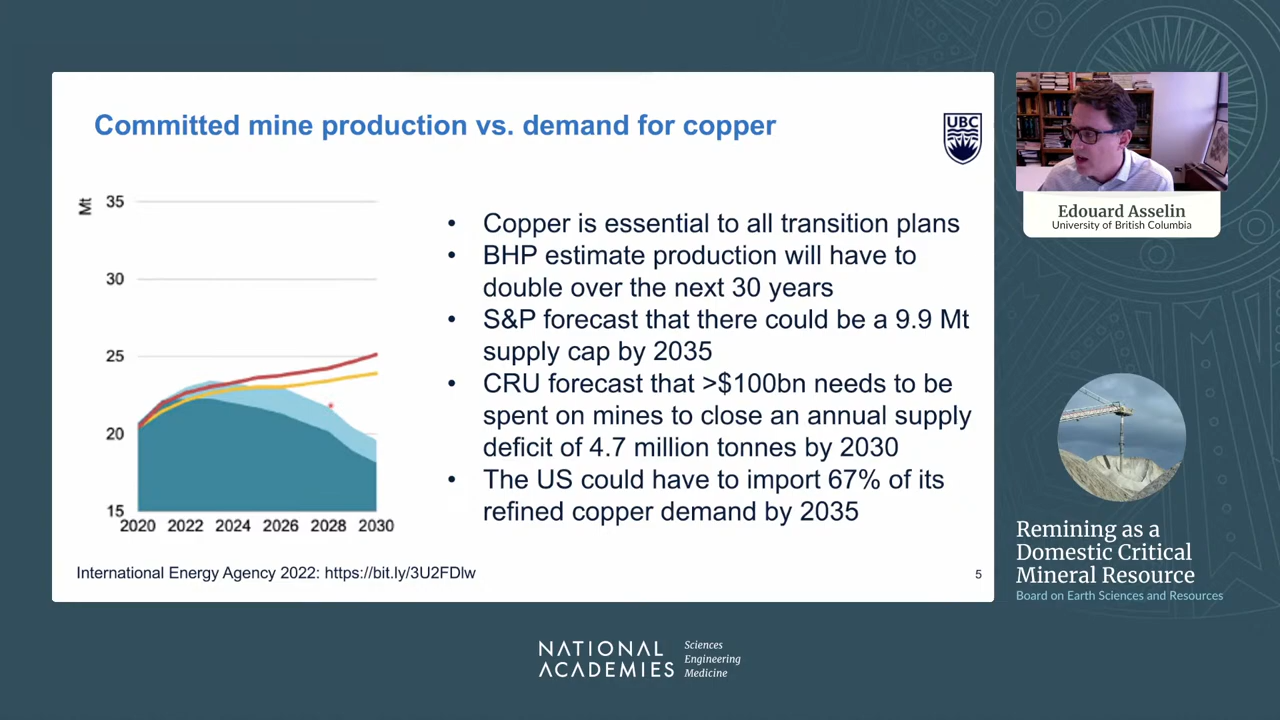 Committed mine production vs. demand for copper
UBC
Mt
35
30
25
20
15
2020 2022 2024 2026 2028 2030
• Copper is essential to all transition plans
• BHP estimate production will have to
double over the next 30 years
• S&P forecast that there could be a 9.9 Mt
supply cap by 2035
• CRU forecast that >$100bn needs to be
spent on mines to close an annual supply
deficit of 4.7 million tonnes by 2030
• The US could have to import 67% of its
refined copper demand by 2035
International Energy Agency 2022: https://bit.ly/3U2FDlw
5
Edouard Asselin
University of British Columbia
Remining as a
Domestic Critical
Mineral Resource
Board on Earth Sciences and Resources
NATIONAL
ACADEMIES
Sciences
Engineering
Medicine